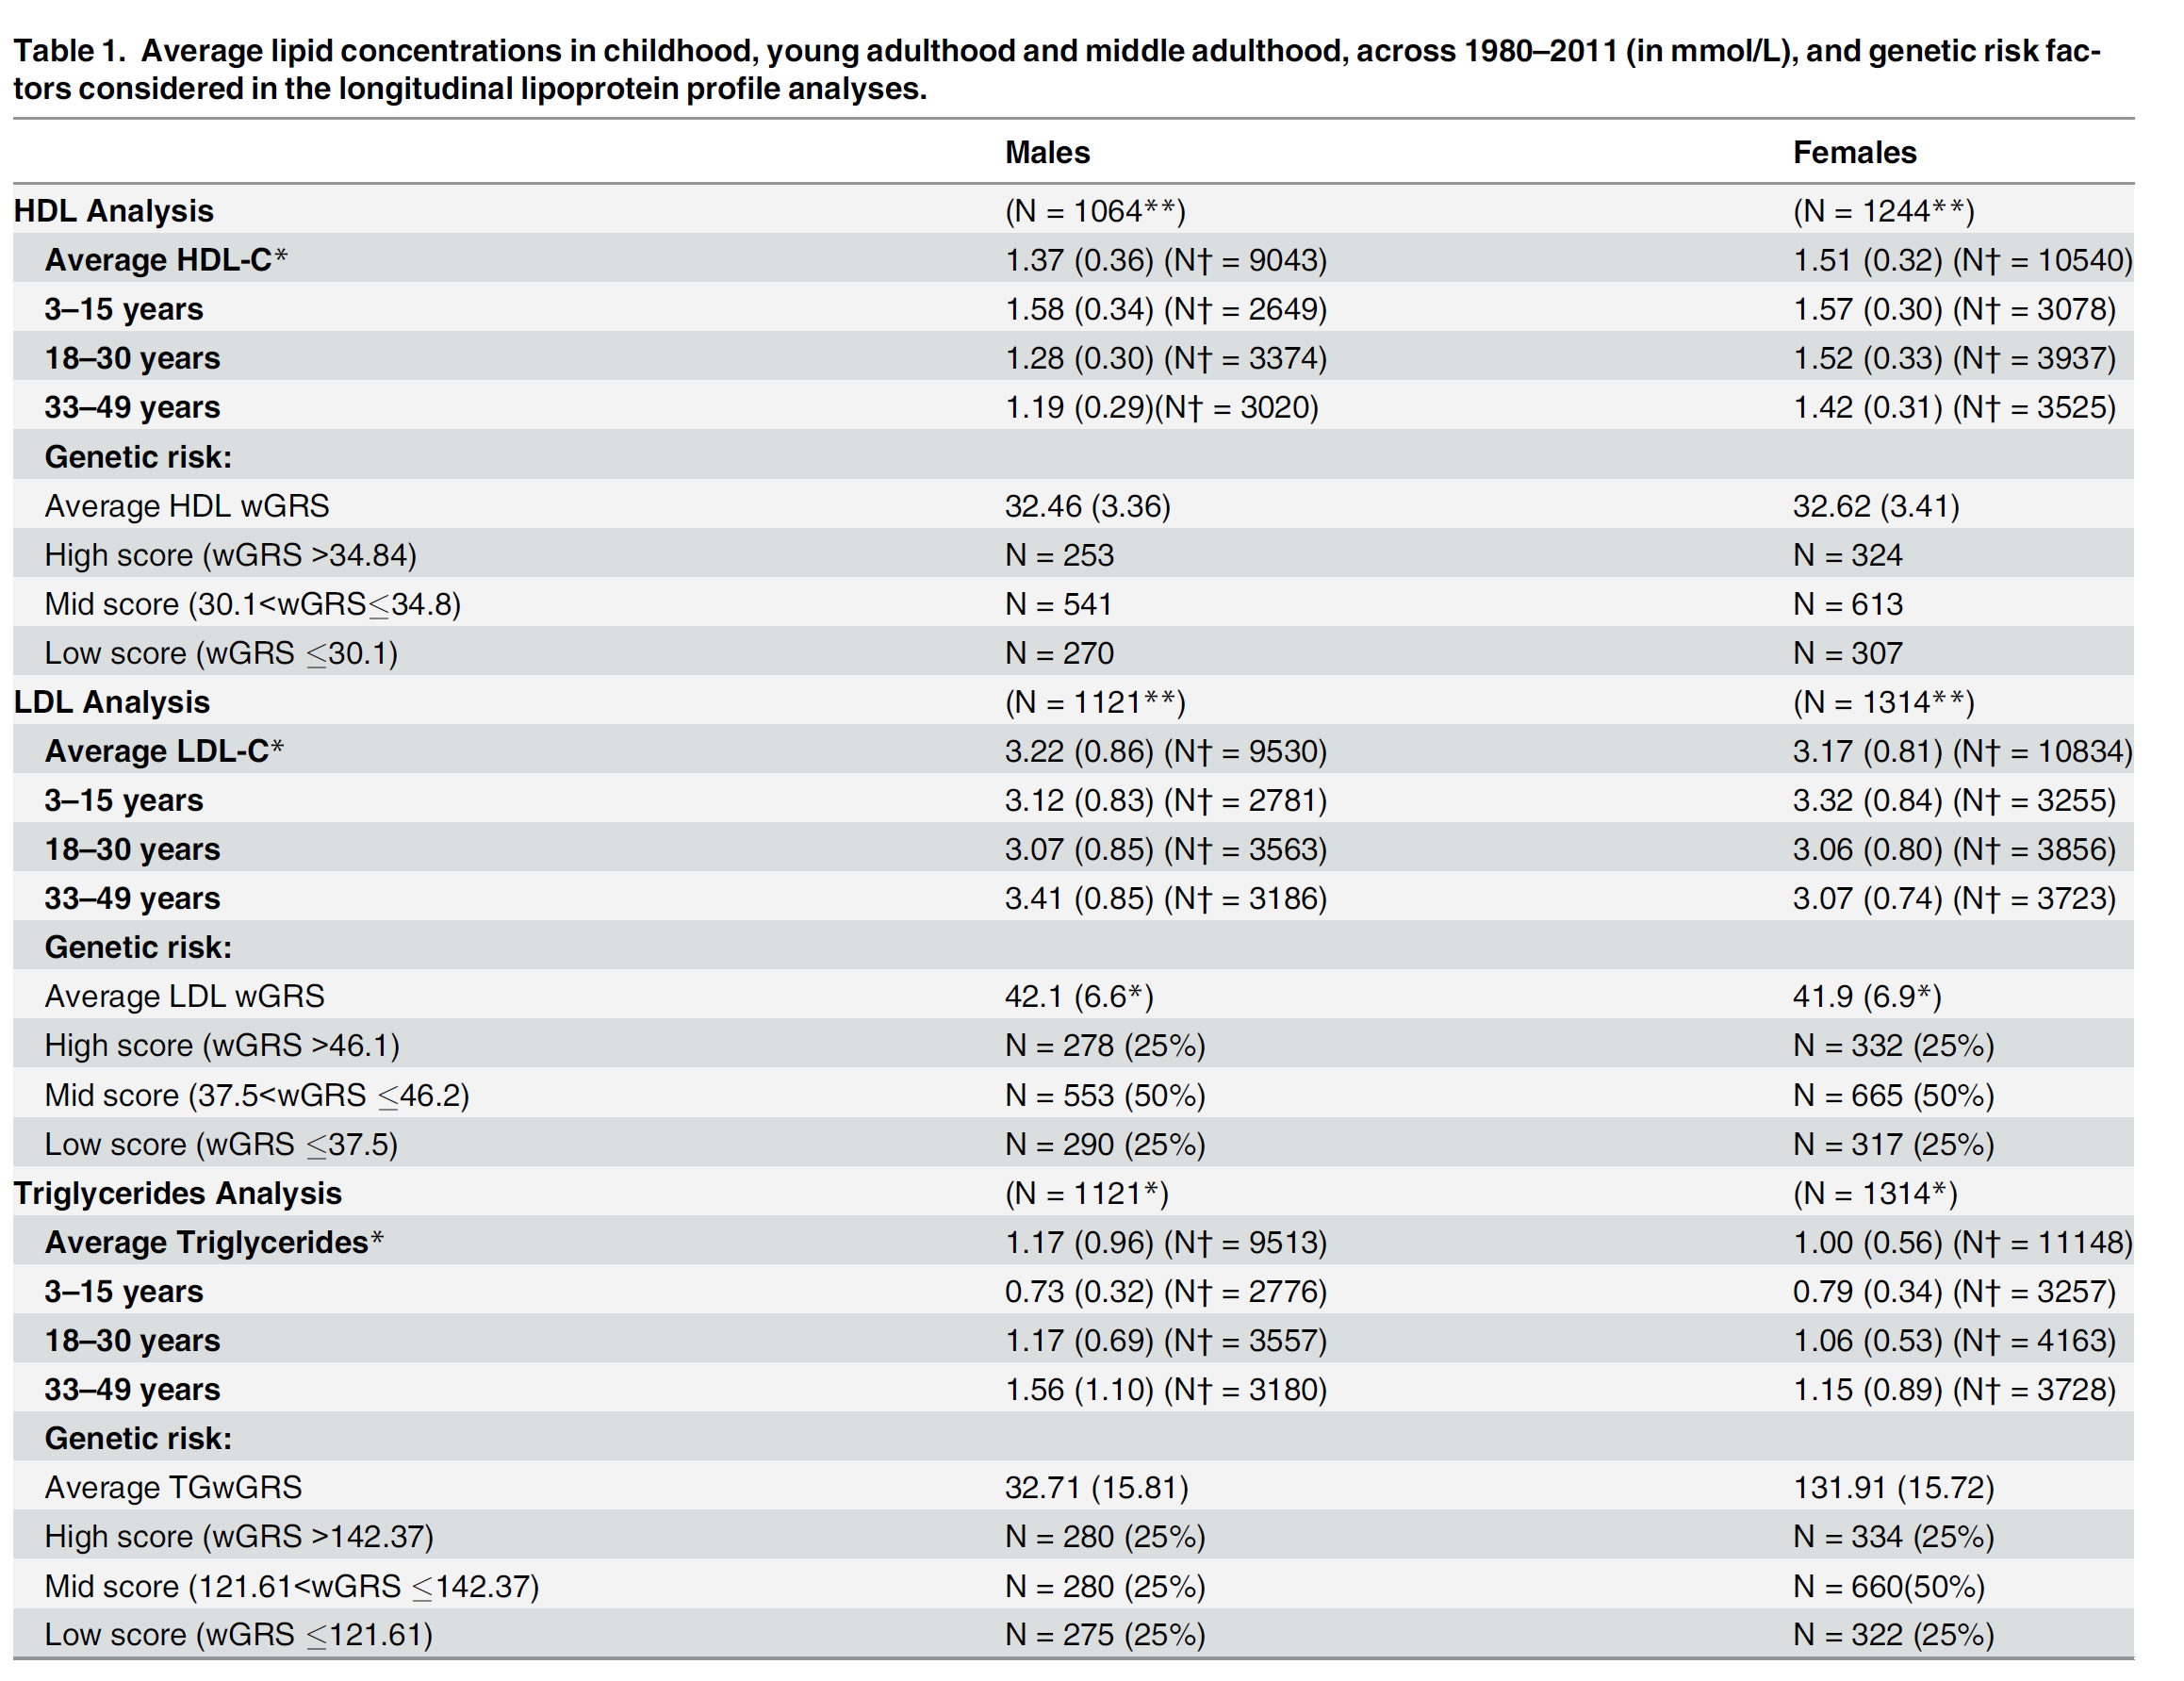 Table 1. Average lipid concentrations in childhood, young adulthood and middle adulthood, across 1980–2011 (in mmol/L), and genetic risk fac-
tors considered in the longitudinal lipoprotein profile analyses.
Males Females
HDL Analysis (N = 1064**) (N = 1244**)
Average HDL-C* 1.37 (0.36) (N† = 9043) 1.51 (0.32) (N† = 10540)
3–15 years 1.58 (0.34) (N† = 2649) 1.57 (0.30) (N† = 3078)
18–30 years 1.28 (0.30) (N† = 3374) 1.52 (0.33) (N† = 3937)
33–49 years 1.19 (0.29)(N† = 3020) 1.42 (0.31) (N† = 3525)
Genetic risk:
Average HDL wGRS 32.46 (3.36) 32.62 (3.41)
High score (wGRS >34.84) N = 253 N = 324
Mid score (30.1<wGRS≤34.8) N = 541 N = 613
Low score (wGRS ≤30.1) N = 270 N = 307
LDL Analysis (N = 1121**) (N = 1314**)
Average LDL-C* 3.22 (0.86) (N† = 9530) 3.17 (0.81) (N† = 10834)
3–15 years 3.12 (0.83) (N† = 2781) 3.32 (0.84) (N† = 3255)
18–30 years 3.07 (0.85) (N† = 3563) 3.06 (0.80) (N† = 3856)
33–49 years 3.41 (0.85) (N† = 3186) 3.07 (0.74) (N† = 3723)
Genetic risk:
Average LDL wGRS 42.1 (6.6*) 41.9 (6.9*)
High score (wGRS >46.1) N = 278 (25%) N = 332 (25%)
Mid score (37.5<wGRS ≤46.2) N = 553 (50%) N = 665 (50%)
Low score (wGRS ≤37.5) N = 290 (25%) N = 317 (25%)
Triglycerides Analysis (N = 1121*) (N = 1314*)
Average Triglycerides* 1.17 (0.96) (N† = 9513) 1.00 (0.56) (N† = 11148)
3–15 years 0.73 (0.32) (N† = 2776) 0.79 (0.34) (N† = 3257)
18–30 years 1.17 (0.69) (N† = 3557) 1.06 (0.53) (N† = 4163)
33–49 years 1.56 (1.10) (N† = 3180) 1.15 (0.89) (N† = 3728)
Genetic risk:
Average TGwGRS 32.71 (15.81) 131.91 (15.72)
High score (wGRS >142.37) N = 280 (25%) N = 334 (25%)
Mid score (121.61<wGRS ≤142.37) N = 280 (25%) N = 660(50%)
Low score (wGRS ≤121.61) N = 275 (25%) N = 322 (25%)